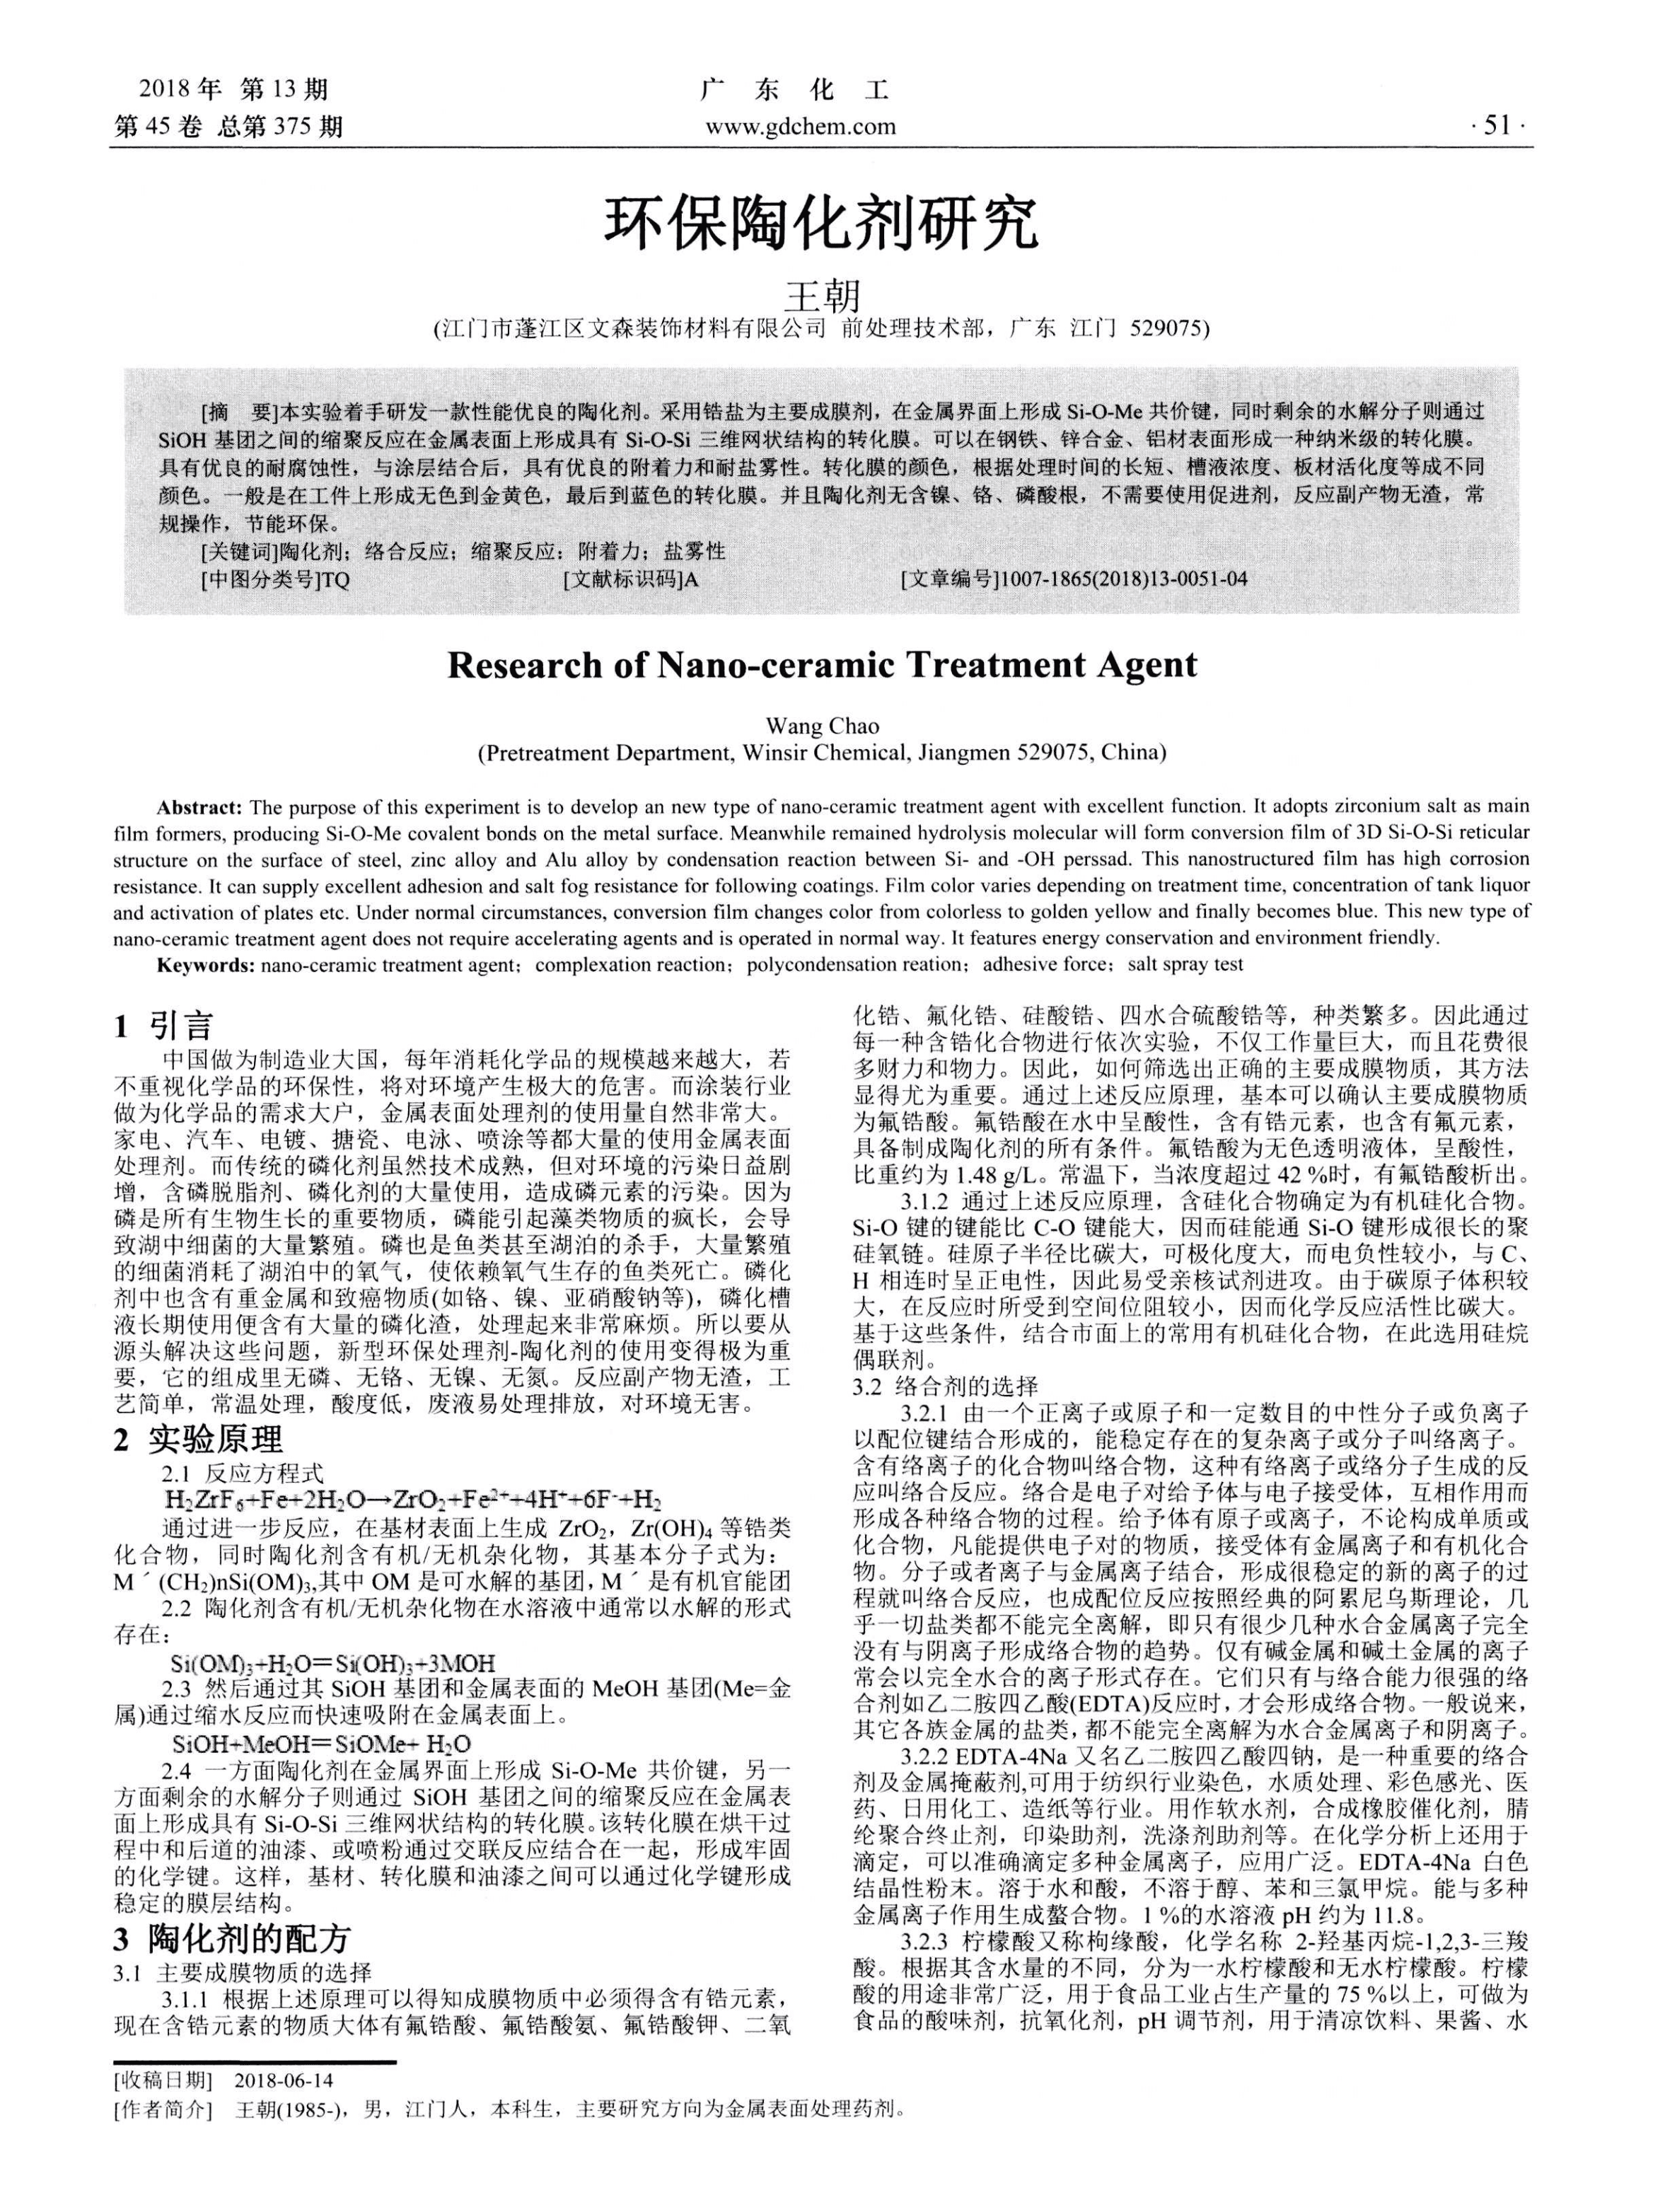 2018 年 第 13 期
广 东 化 工
第 45 卷 总第 375 期
www.gdchem.com
· 51 ·
环保陶化剂研究
王朝
(江门市蓬江区文森装饰材料有限公司 前处理技术部，广东 江门 529075)
[摘 要]本实验着手研发一款性能优良的陶化剂。采用锆盐为主要成膜剂，在金属界面上形成 Si-O-Me 共价键，同时剩余的水解分子则通过
SiOH 基团之间的缩聚反应在金属表面上形成具有 Si-O-Si 三维网状结构的转化膜。可以在钢铁、锌合金、铝材表面形成一种纳米级的转化膜。
具有优良的耐腐蚀性，与涂层结合后，具有优良的附着力和耐盐雾性。转化膜的颜色，根据处理时间的长短、槽液浓度、板材活化度等成不同
颜色。一般是在工件上形成无色到金黄色，最后到蓝色的转化膜。并且陶化剂无含镍、铬、磷酸根，不需要使用促进剂，反应副产物无渣，常
规操作，节能环保。
[关键词]陶化剂；络合反应；缩聚反应：附着力；盐雾性
[中图分类号]TQ [文献标识码]A [文章编号]1007-1865(2018)13-0051-04
Research of Nano-ceramic Treatment Agent
Wang Chao
(Pretreatment Department, Winsir Chemical, Jiangmen 529075, China)
Abstract: The purpose of this experiment is to develop an new type of nano-ceramic treatment agent with excellent function. It adopts zirconium salt as main
film formers, producing Si-O-Me covalent bonds on the metal surface. Meanwhile remained hydrolysis molecular will form conversion film of 3D Si-O-Si reticular
structure on the surface of steel, zinc alloy and Alu alloy by condensation reaction between Si- and -OH perssad. This nanostructured film has high corrosion
resistance. It can supply excellent adhesion and salt fog resistance for following coatings. Film color varies depending on treatment time, concentration of tank liquor
and activation of plates etc. Under normal circumstances, conversion film changes color from colorless to golden yellow and finally becomes blue. This new type of
nano-ceramic treatment agent does not require accelerating agents and is operated in normal way. It features energy conservation and environment friendly.
Keywords: nano-ceramic treatment agent；complexation reaction；polycondensation reation；adhesive force；salt spray test
1 引言
中国做为制造业大国，每年消耗化学品的规模越来越大，若
不重视化学品的环保性，将对环境产生极大的危害。而涂装行业
做为化学品的需求大户，金属表面处理剂的使用量自然非常大。
家电、汽车、电镀、搪瓷、电泳、喷涂等都大量的使用金属表面
处理剂。而传统的磷化剂虽然技术成熟，但对环境的污染日益剧
增，含磷脱脂剂、磷化剂的大量使用，造成磷元素的污染。因为
磷是所有生物生长的重要物质，磷能引起藻类物质的疯长，会导
致湖中细菌的大量繁殖。磷也是鱼类甚至湖泊的杀手，大量繁殖
的细菌消耗了湖泊中的氧气，使依赖氧气生存的鱼类死亡。磷化
剂中也含有重金属和致癌物质(如铬、镍、亚硝酸钠等)，磷化槽
液长期使用便含有大量的磷化渣，处理起来非常麻烦。所以要从
源头解决这些问题，新型环保处理剂-陶化剂的使用变得极为重
要，它的组成里无磷、无铬、无镍、无氮。反应副产物无渣，工
艺简单，常温处理，酸度低，废液易处理排放，对环境无害。
2 实验原理
2.1 反应方程式
H₂ZrF₆+Fe+2H₂O→ZrO₂+Fe²⁺+4H⁺+6F⁻+H₂
通过进一步反应，在基材表面上生成 ZrO₂，Zr(OH)₄ 等锆类
化合物，同时陶化剂含有机/无机杂化物，其基本分子式为：
M´(CH₂)nSi(OM)₃,其中 OM 是可水解的基团，M´是有机官能团
2.2 陶化剂含有机/无机杂化物在水溶液中通常以水解的形式
存在：
Si(OM)₃+H₂O═Si(OH)₃+3MOH
2.3 然后通过其 SiOH 基团和金属表面的 MeOH 基团(Me=金
属)通过缩水反应而快速吸附在金属表面上。
SiOH+MeOH═SiOMe+ H₂O
2.4 一方面陶化剂在金属界面上形成 Si-O-Me 共价键，另一
方面剩余的水解分子则通过 SiOH 基团之间的缩聚反应在金属表
面上形成具有 Si-O-Si 三维网状结构的转化膜。该转化膜在烘干过
程中和后道的油漆、或喷粉通过交联反应结合在一起，形成牢固
的化学键。这样，基材、转化膜和油漆之间可以通过化学键形成
稳定的膜层结构。
3 陶化剂的配方
3.1 主要成膜物质的选择
3.1.1 根据上述原理可以得知成膜物质中必须得含有锆元素，
现在含锆元素的物质大体有氟锆酸、氟锆酸氨、氟锆酸钾、二氧
化锆、氟化锆、硅酸锆、四水合硫酸锆等，种类繁多。因此通过
每一种含锆化合物进行依次实验，不仅工作量巨大，而且花费很
多财力和物力。因此，如何筛选出正确的主要成膜物质，其方法
显得尤为重要。通过上述反应原理，基本可以确认主要成膜物质
为氟锆酸。氟锆酸在水中呈酸性，含有锆元素，也含有氟元素，
具备制成陶化剂的所有条件。氟锆酸为无色透明液体，呈酸性，
比重约为 1.48 g/L。常温下，当浓度超过 42 %时，有氟锆酸析出。
3.1.2 通过上述反应原理，含硅化合物确定为有机硅化合物。
Si-O 键的键能比 C-O 键能大，因而硅能通 Si-O 键形成很长的聚
硅氧链。硅原子半径比碳大，可极化度大，而电负性较小，与 C、
H 相连时呈正电性，因此易受亲核试剂进攻。由于碳原子体积较
大，在反应时所受到空间位阻较小，因而化学反应活性比碳大。
基于这些条件，结合市面上的常用有机硅化合物，在此选用硅烷
偶联剂。
3.2 络合剂的选择
3.2.1 由一个正离子或原子和一定数目的中性分子或负离子
以配位键结合形成的，能稳定存在的复杂离子或分子叫络离子。
含有络离子的化合物叫络合物，这种有络离子或络分子生成的反
应叫络合反应。络合是电子对给予体与电子接受体，互相作用而
形成各种络合物的过程。给予体有原子或离子，不论构成单质或
化合物，凡能提供电子对的物质，接受体有金属离子和有机化合
物。分子或者离子与金属离子结合，形成很稳定的新的离子的过
程就叫络合反应，也成配位反应按照经典的阿累尼乌斯理论，几
乎一切盐类都不能完全离解，即只有很少几种水合金属离子完全
没有与阴离子形成络合物的趋势。仅有碱金属和碱土金属的离子
常会以完全水合的离子形式存在。它们只有与络合能力很强的络
合剂如乙二胺四乙酸(EDTA)反应时，才会形成络合物。一般说来，
其它各族金属的盐类，都不能完全离解为水合金属离子和阴离子。
3.2.2 EDTA-4Na 又名乙二胺四乙酸四钠，是一种重要的络合
剂及金属掩蔽剂,可用于纺织行业染色，水质处理、彩色感光、医
药、日用化工、造纸等行业。用作软水剂，合成橡胶催化剂，腈
纶聚合终止剂，印染助剂，洗涤剂助剂等。在化学分析上还用于
滴定，可以准确滴定多种金属离子，应用广泛。EDTA-4Na 白色
结晶性粉末。溶于水和酸，不溶于醇、苯和三氯甲烷。能与多种
金属离子作用生成螯合物。1 %的水溶液 pH 约为 11.8。
3.2.3 柠檬酸又称枸缘酸，化学名称 2-羟基丙烷-1,2,3-三羧
酸。根据其含水量的不同，分为一水柠檬酸和无水柠檬酸。柠檬
酸的用途非常广泛，用于食品工业占生产量的 75 %以上，可做为
食品的酸味剂，抗氧化剂，pH 调节剂，用于清凉饮料、果酱、水
[收稿日期] 2018-06-14
[作者简介] 王朝(1985-)，男，江门人，本科生，主要研究方向为金属表面处理药剂。